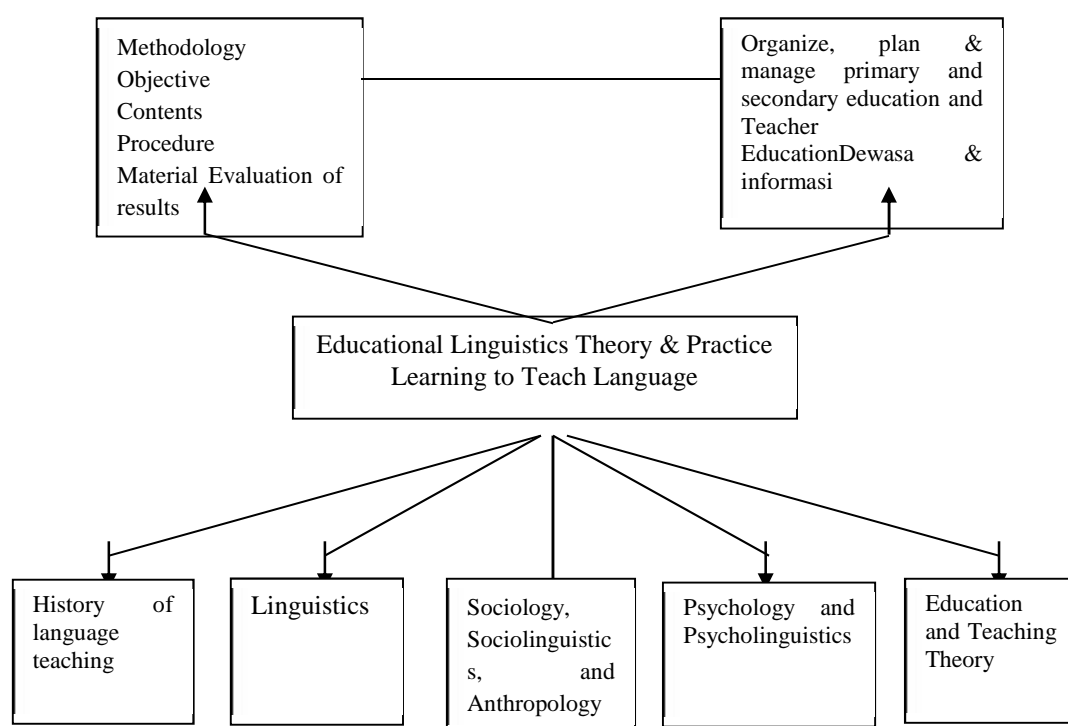 Methodology
Objective
Contents
Procedure
Material Evaluation of
results
Organize, plan &
manage primary and
secondary education and
Teacher
EducationDewasa &
informasi
Educational Linguistics Theory & Practice
Learning to Teach Language
History of
language
teaching
Linguistics
Sociology,
Sociolinguistic
s, and
Anthropology
Psychology and
Psycholinguistics
Education
and Teaching
Theory